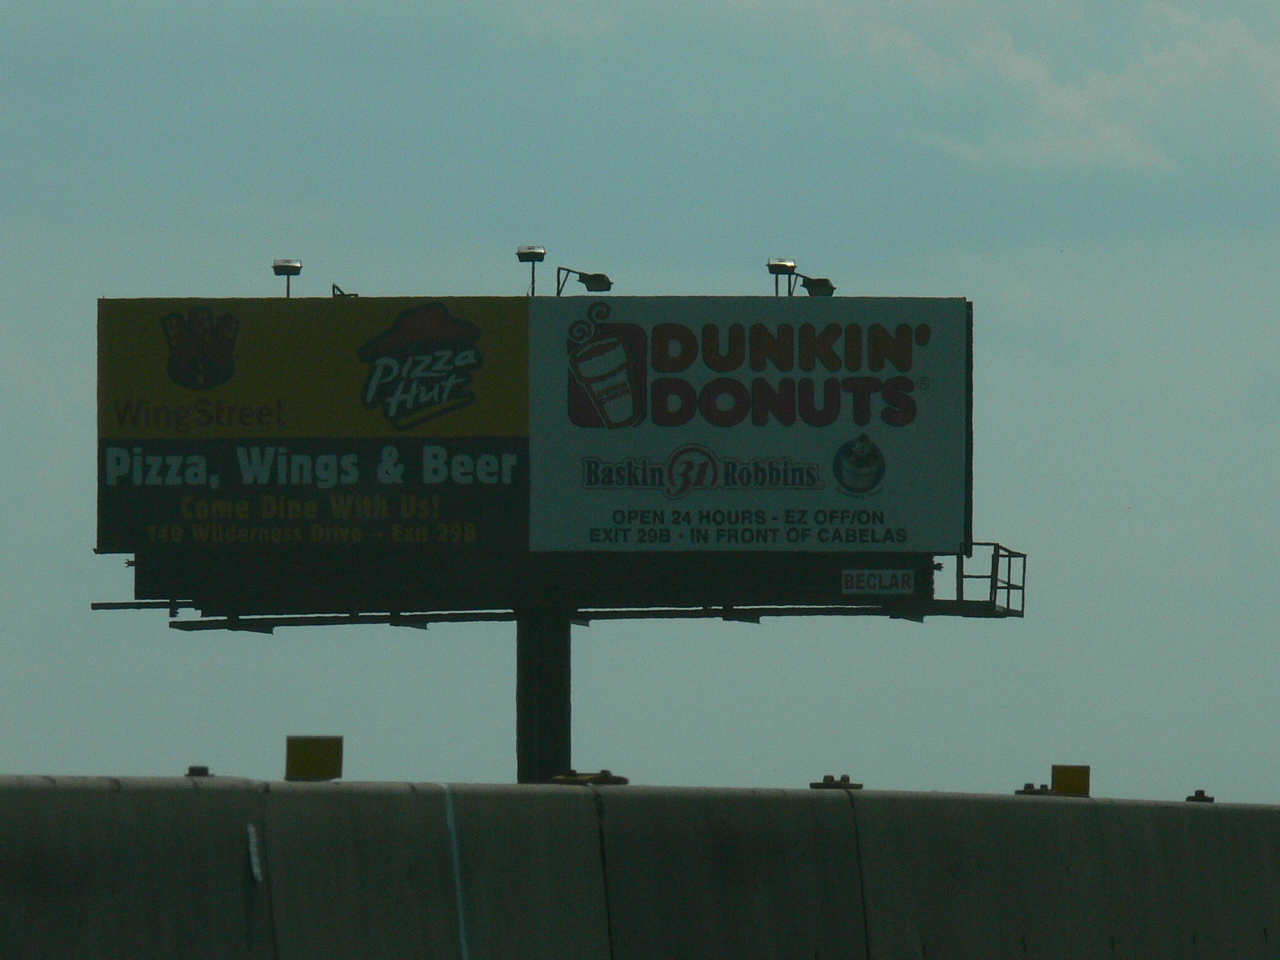 WingStreet
Pizza
Hut
Pizza, Wings & Beer
Come Dine With Us!
140 Wilderness Drive - Exit 29B
DUNKIN'
DONUTS®
Baskin 31 Robbins
OPEN 24 HOURS - EZ OFF/ON
EXIT 29B · IN FRONT OF CABELAS
BECLAR